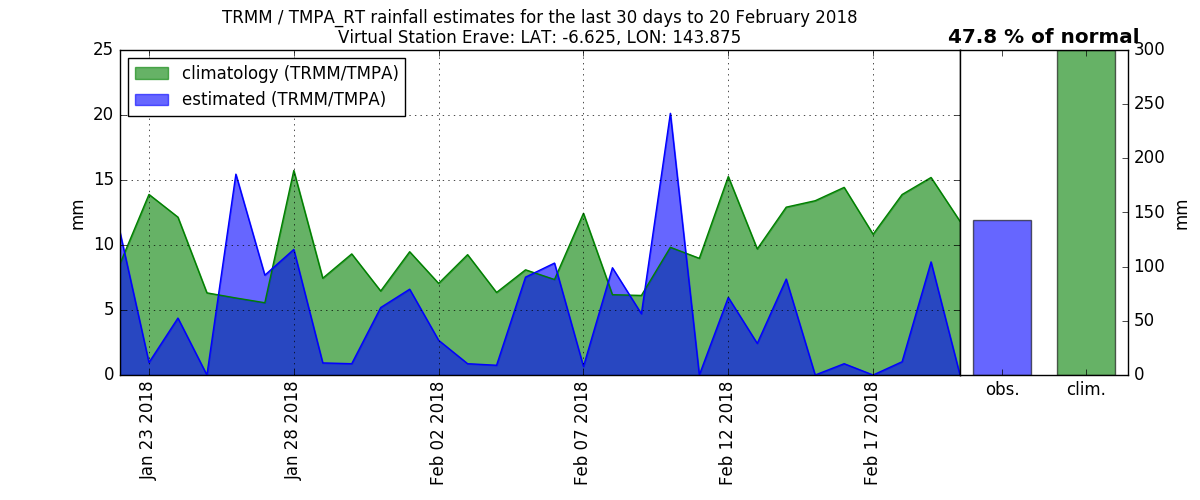 TRMM / TMPA_RT rainfall estimates for the last 30 days to 20 February 2018
Virtual Station Erave: LAT: -6.625, LON: 143.875
47.8 % of normal
climatology (TRMM/TMPA)
estimated (TRMM/TMPA)
25
20
15
10
5
0
mm
Jan 23 2018
Jan 28 2018
Feb 02 2018
Feb 07 2018
Feb 12 2018
Feb 17 2018
300
250
200
150
100
50
0
mm
obs.
clim.